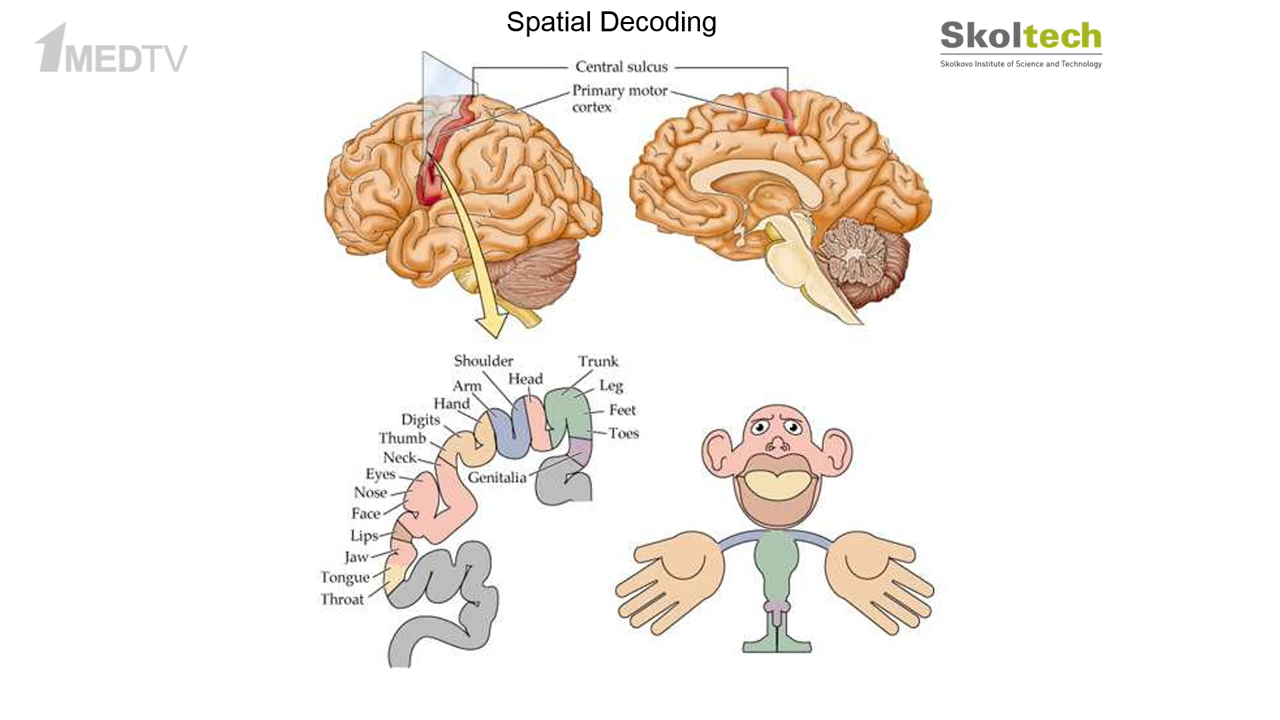 Spatial Decoding
1MEDTV
Skoltech
Skolkovo Institute of Science and Technology
Central sulcus
Primary motor
cortex
Shoulder
Trunk
Arm
Head
Leg
Hand
Feet
Digits
Toes
Thumb
Neck
Genitalia
Eyes
Nose
Face
Lips
Jaw
Tongue
Throat